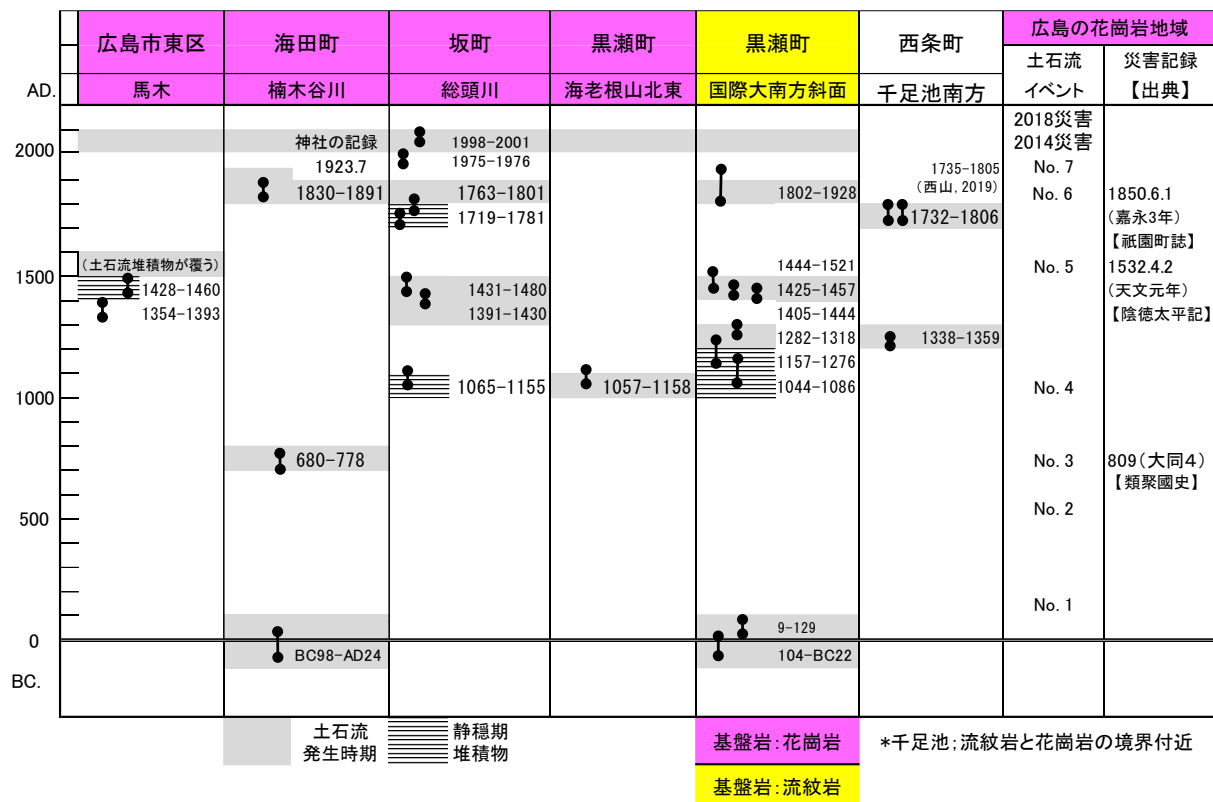 広島市東区
海田町
坂町
黒瀬町
黒瀬町
西条町
広島の花崗岩地域
土石流
イベント
災害記録
【出典】
AD.
馬木
楠木谷川
総頭川
海老根山北東
国際大南方斜面
千足池南方
2000
1500
1000
500
0
BC.
(土石流堆積物が覆う)
1428-1460
1354-1393
神社の記録
1923.7
1830-1891
680-778
BC98-AD24
1998-2001
1975-1976
1763-1801
1719-1781
1431-1480
1391-1430
1065-1155
1057-1158
1802-1928
1444-1521
1425-1457
1405-1444
1282-1318
1157-1276
1044-1086
9-129
104-BC22
1735-1805
(西山, 2019)
1732-1806
1338-1359
2018災害
2014災害
No. 7
No. 6
No. 5
No. 4
No. 3
No. 2
No. 1
1850.6.1
(嘉永3年)
【祇園町誌】
1532.4.2
(天文元年)
【陰徳太平記】
809(大同4)
【類聚國史】
土石流
発生時期
静穏期
堆積物
基盤岩:花崗岩
基盤岩:流紋岩
*千足池;流紋岩と花崗岩の境界付近